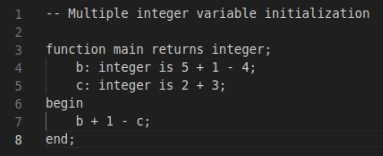 1 -- Multiple integer variable initialization
2
3 function main returns integer;
4     b: integer is 5 + 1 - 4;
5     c: integer is 2 + 3;
6 begin
7     b + 1 - c;
8 end;